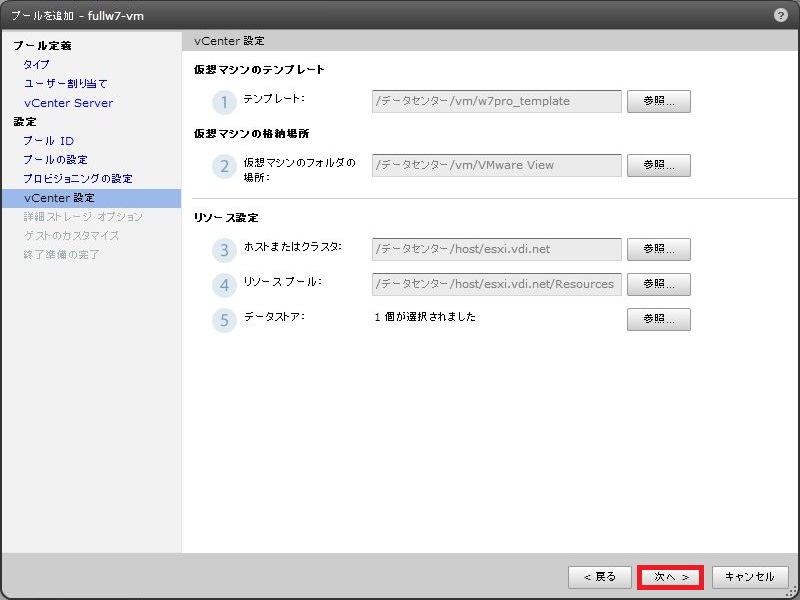 プールを追加 - fullw7-vm
?
プール定義
タイプ
ユーザー割り当て
vCenter Server
設定
プール ID
プールの設定
プロビジョニングの設定
vCenter 設定
詳細ストレージ オプション
ゲストのカスタマイズ
終了準備の完了
vCenter 設定
仮想マシンのテンプレート
1 テンプレート: /データセンター/vm/w7pro_template 参照...
仮想マシンの格納場所
2 仮想マシンのフォルダの
場所: /データセンター/vm/VMware View 参照...
リソース設定
3 ホストまたはクラスタ: /データセンター/host/esxi.vdi.net 参照...
4 リソース プール: /データセンター/host/esxi.vdi.net/Resources 参照...
5 データストア: 1 個が選択されました 参照...
< 戻る 次へ > キャンセル